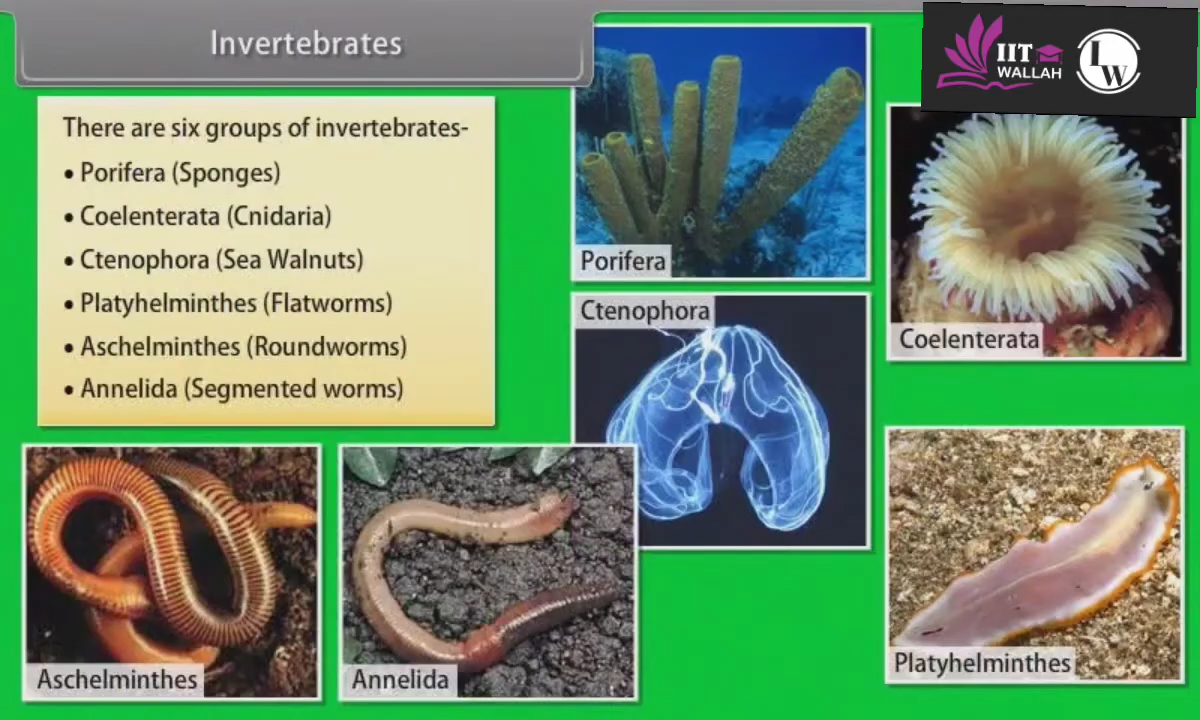 Invertebrates
IIT
WALLAH
LW
There are six groups of invertebrates-
• Porifera (Sponges)
• Coelenterata (Cnidaria)
• Ctenophora (Sea Walnuts)
• Platyhelminthes (Flatworms)
• Aschelminthes (Roundworms)
• Annelida (Segmented worms)
Porifera
Ctenophora
Coelenterata
Aschelminthes
Annelida
Platyhelminthes